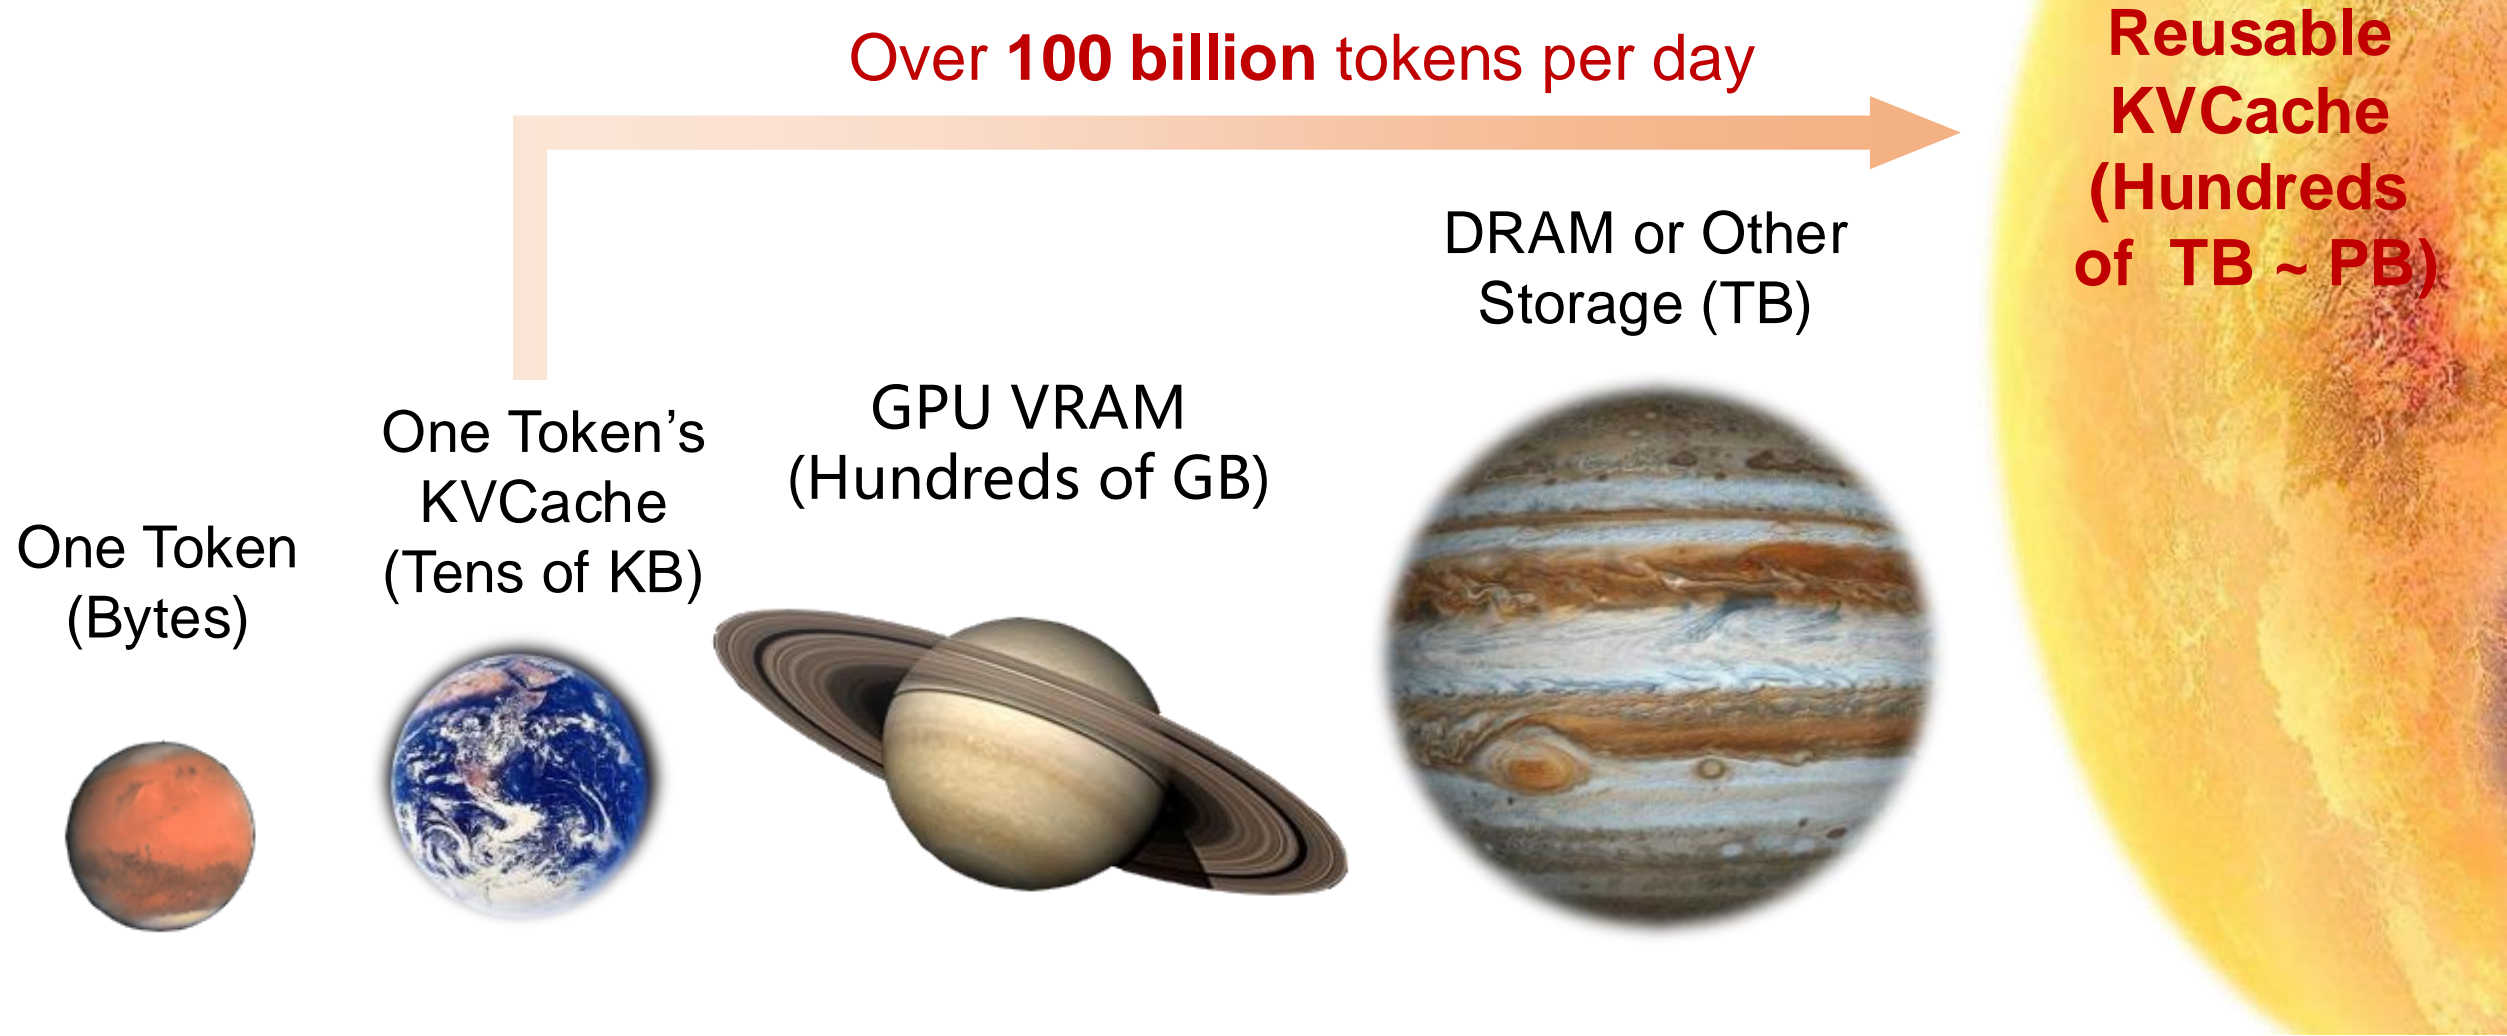 Over 100 billion tokens per day
Reusable
KVCache
(Hundreds
of TB ~ PB)
DRAM or Other
Storage (TB)
GPU VRAM
(Hundreds of GB)
One Token’s
KVCache
(Tens of KB)
One Token
(Bytes)